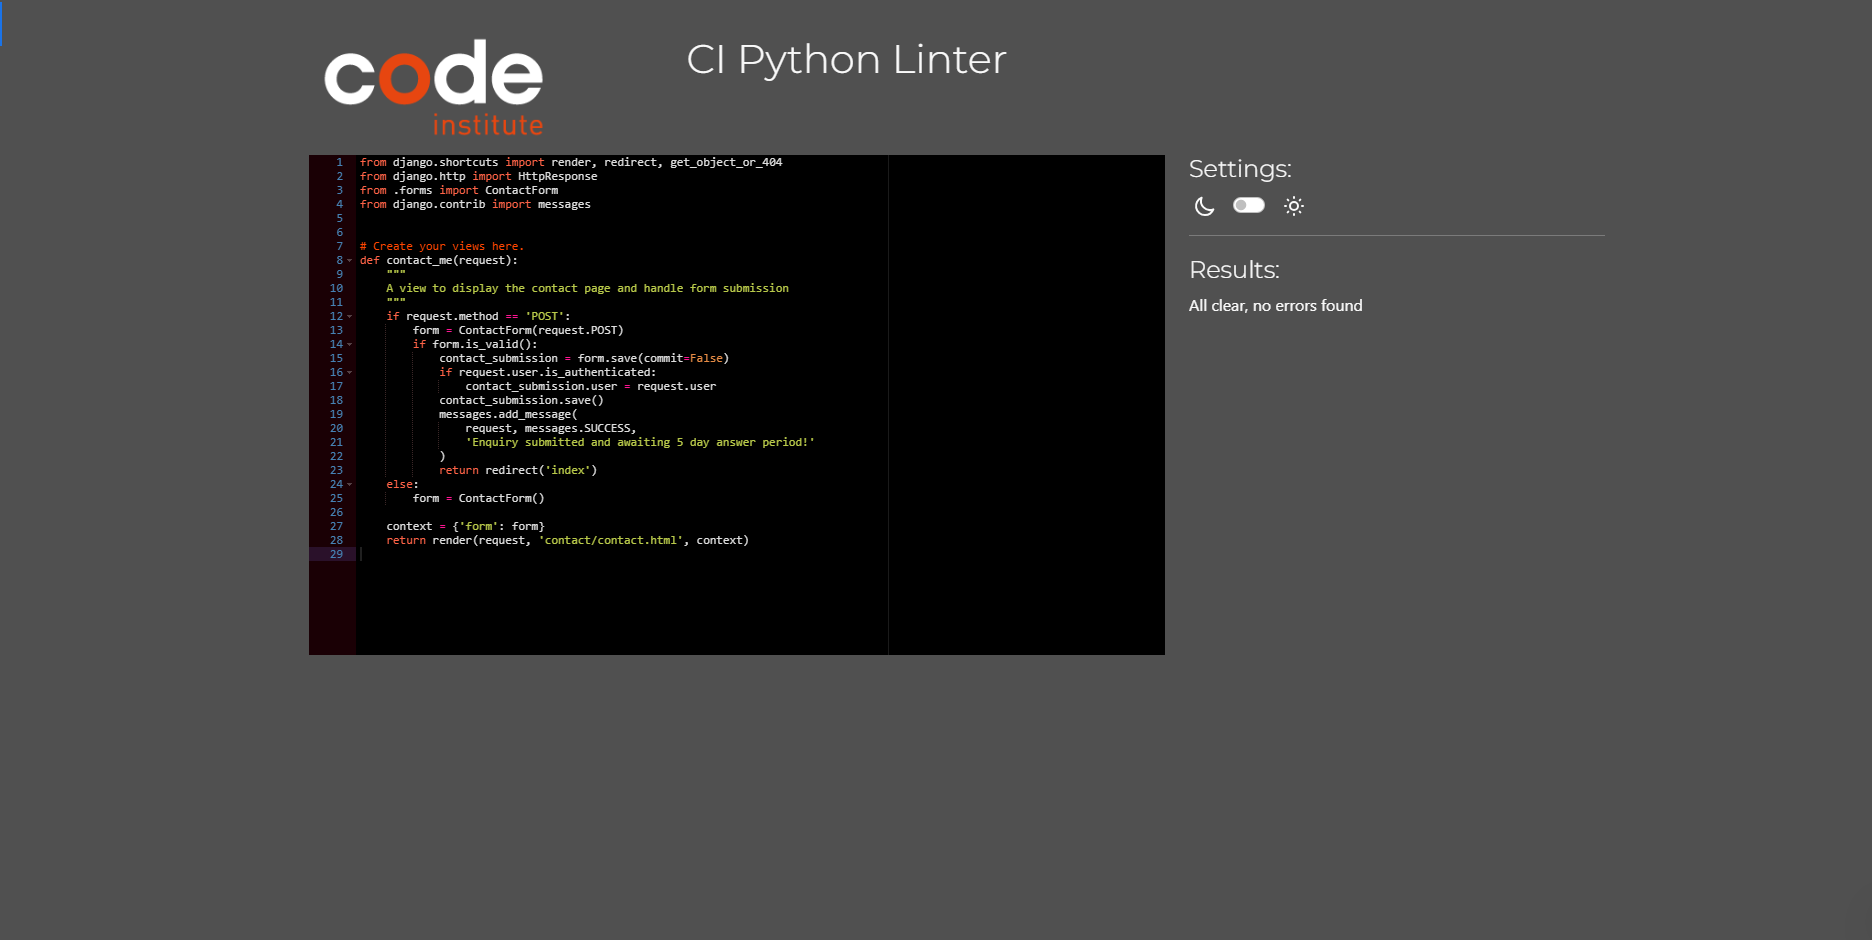 code
institute
CI Python Linter
1 from django.shortcuts import render, redirect, get_object_or_404
2 from django.http import HttpResponse
3 from .forms import ContactForm
4 from django.contrib import messages
5
6
7 # Create your views here.
8 def contact_me(request):
9     """
10     A view to display the contact page and handle form submission
11     """
12     if request.method == 'POST':
13         form = ContactForm(request.POST)
14         if form.is_valid():
15             contact_submission = form.save(commit=False)
16             if request.user.is_authenticated:
17                 contact_submission.user = request.user
18             contact_submission.save()
19             messages.add_message(
20                 request, messages.SUCCESS,
21                 'Enquiry submitted and awaiting 5 day answer period!'
22             )
23             return redirect('index')
24     else:
25         form = ContactForm()
26
27     context = {'form': form}
28     return render(request, 'contact/contact.html', context)
29
Settings:
Results:
All clear, no errors found